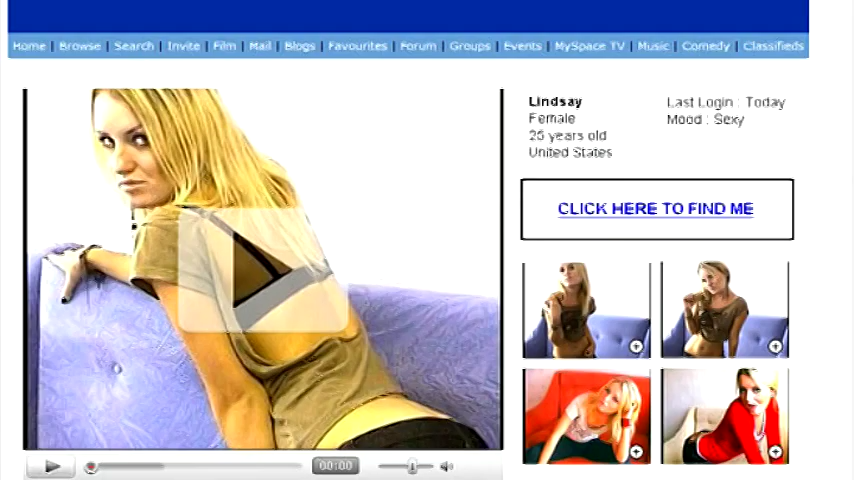 Home | Browse | Search | Invite | Film | Mail | Blogs | Favourites | Forum | Groups | Events | MySpace TV | Music | Comedy | Classifieds
Lindsay
Female
25 years old
United States
Last Login : Today
Mood : Sexy
CLICK HERE TO FIND ME
00:00